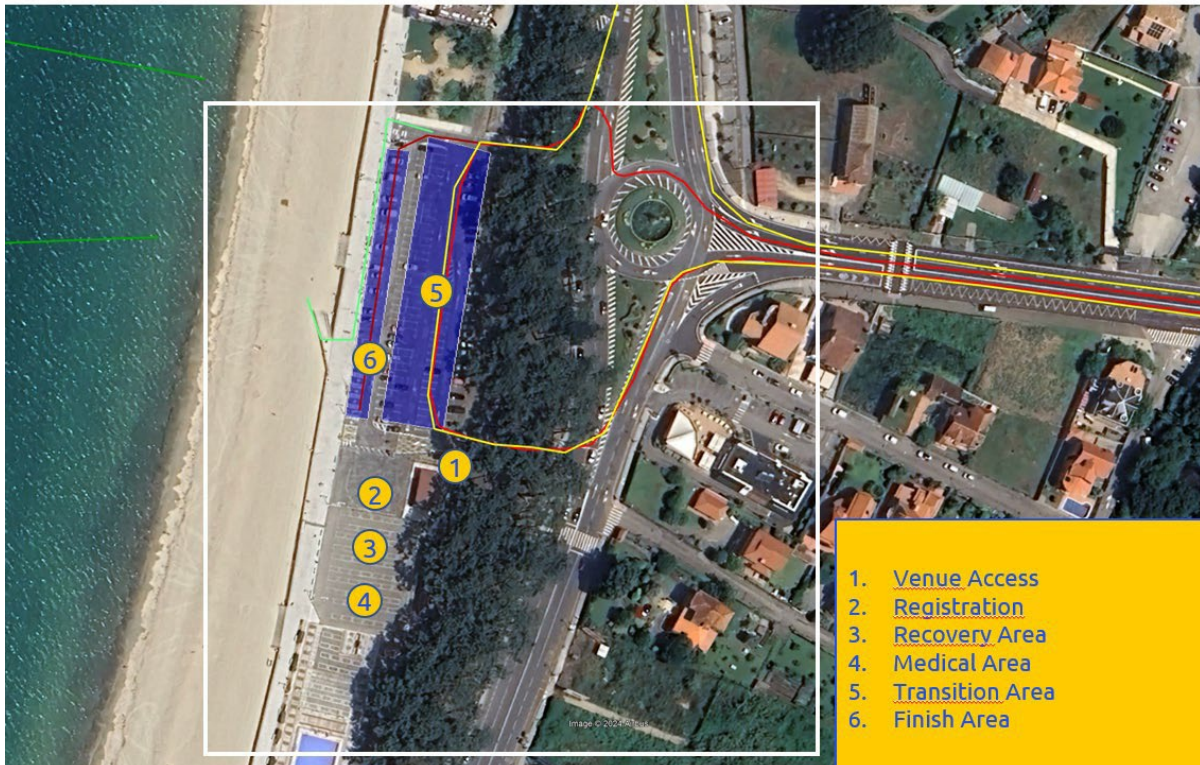 5
6
1
2
3
4
1. Venue Access
2. Registration
3. Recovery Area
4. Medical Area
5. Transition Area
6. Finish Area
Image © 2024 Airbus